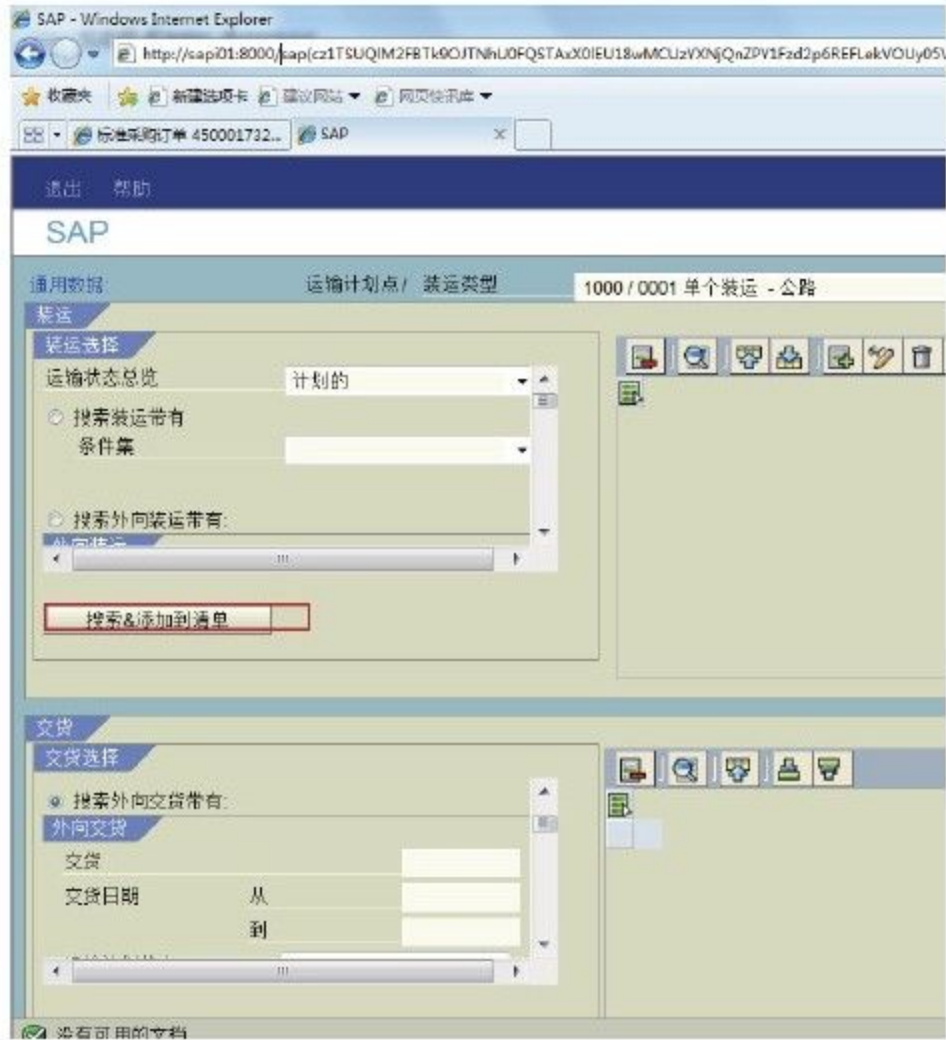 SAP - Windows Internet Explorer
收藏夹 新建选项卡 建议网站 网页快讯库
标准采购订单 450001732... SAP
退出 帮助
SAP
通用数据: 运输计划点/ 装运类型 1000 / 0001 单个装运 - 公路
装运
装运选择
运输状态总览 计划的
搜索装运带有
条件集
搜索外向装运带有:
外向装运
搜索&添加到清单
交货
交货选择
搜索外向交货带有:
外向交货
交货
交货日期 从
到
没有可用的文档